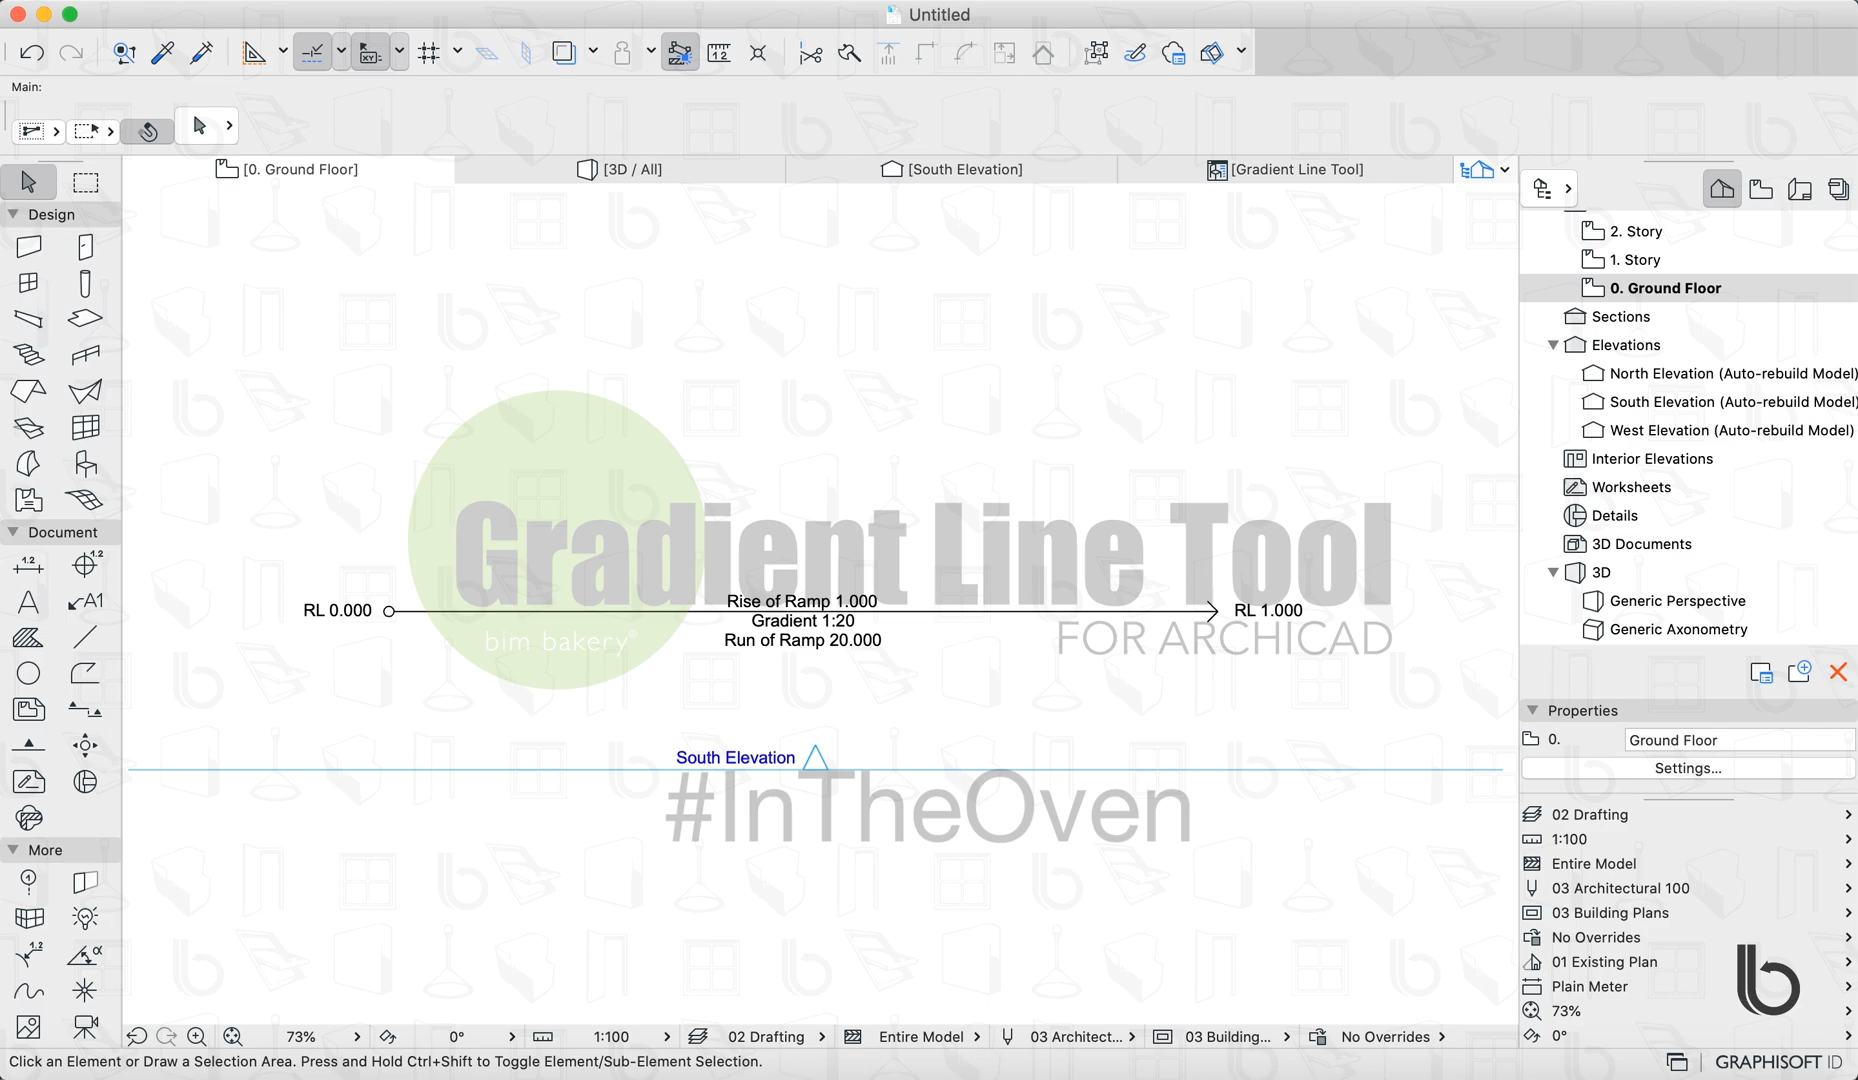 Untitled
Main:
[0. Ground Floor]
[3D / All]
[South Elevation]
[Gradient Line Tool]
Design
Document
More
2. Story
1. Story
0. Ground Floor
Sections
Elevations
North Elevation (Auto-rebuild Model)
South Elevation (Auto-rebuild Model)
West Elevation (Auto-rebuild Model)
Interior Elevations
Worksheets
Details
3D Documents
3D
Generic Perspective
Generic Axonometry
Gradient Line Tool
RL 0.000
Rise of Ramp 1.000
Gradient 1:20
Run of Ramp 20.000
RL 1.000
bim bakery
FOR ARCHICAD
South Elevation
#InTheOven
Properties
0.
Ground Floor
Settings...
02 Drafting
1:100
Entire Model
03 Architectural 100
03 Building Plans
No Overrides
01 Existing Plan
Plain Meter
73%
0°
73%
0°
1:100
02 Drafting
Entire Model
03 Architect...
03 Building...
No Overrides
Click an Element or Draw a Selection Area. Press and Hold Ctrl+Shift to Toggle Element/Sub-Element Selection.
GRAPHISOFT ID